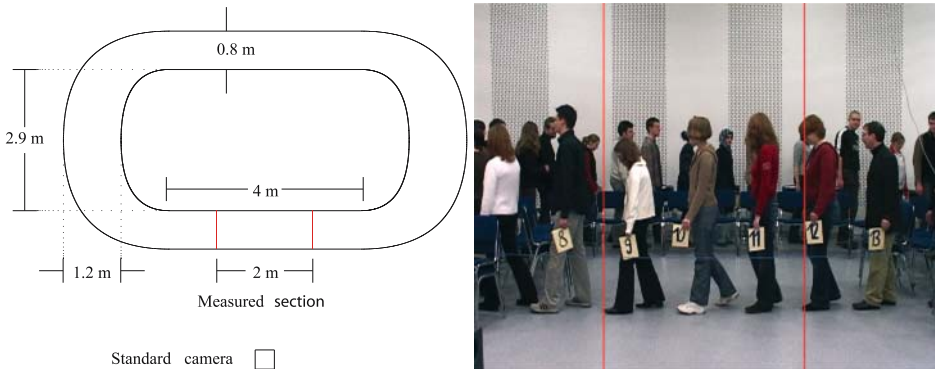 0.8 m
2.9 m
4 m
1.2 m
2 m
Measured section
Standard camera
8
9
10
11
12
13